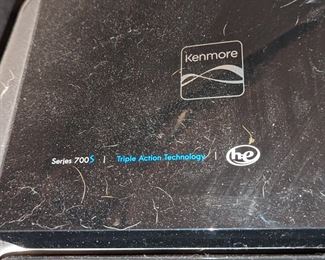 Kenmore
Series 700S | Triple Action Technology | he